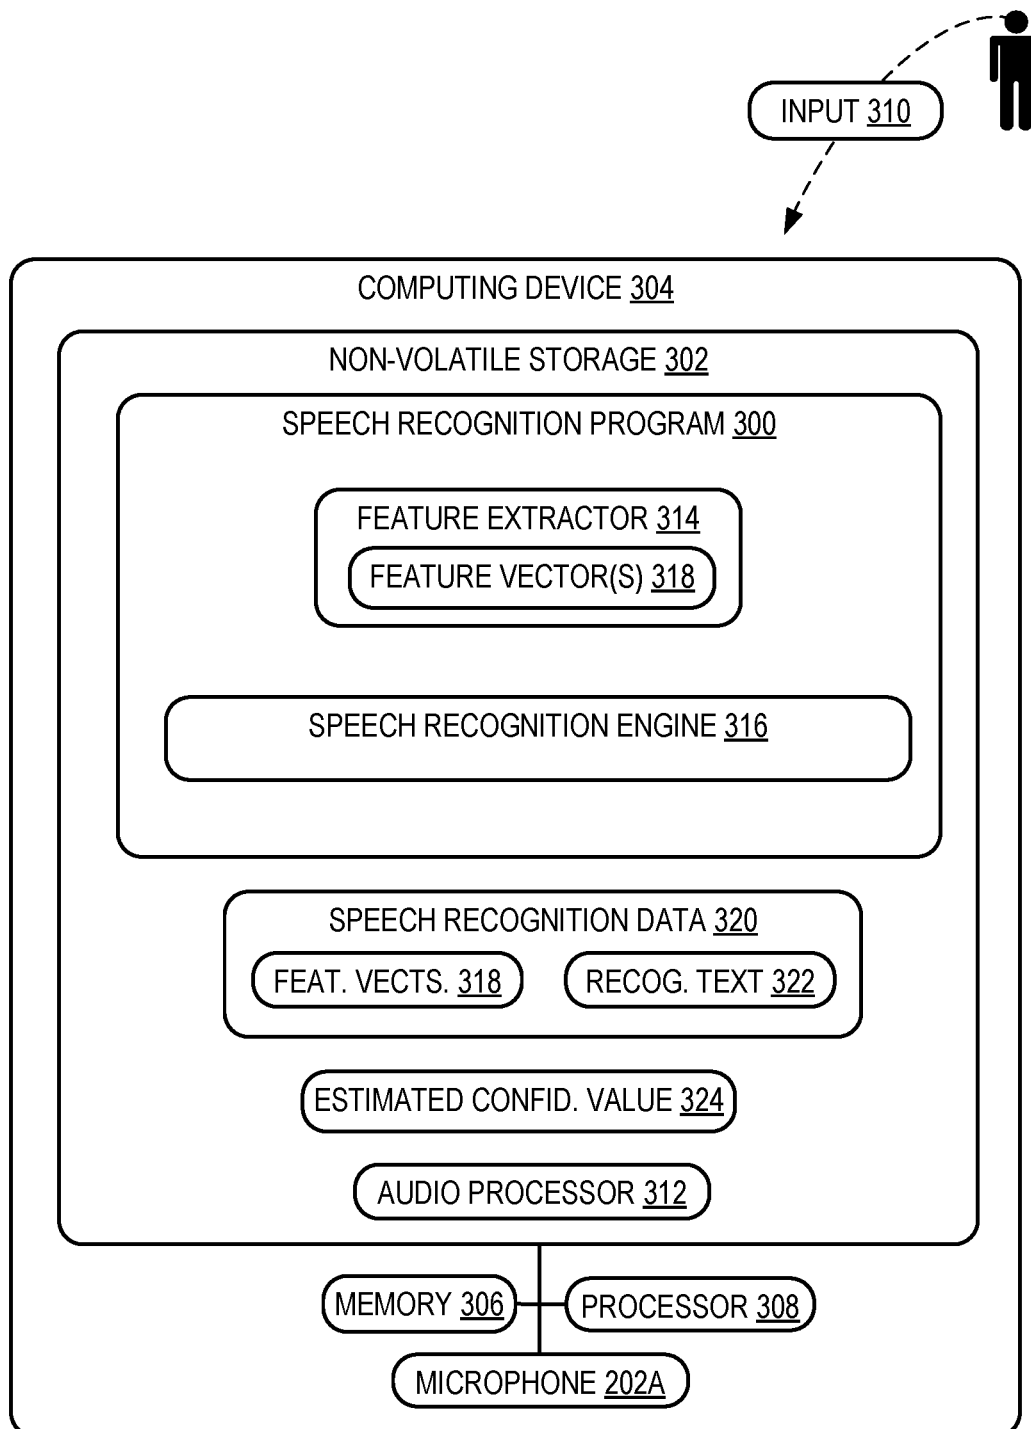 INPUT 310
COMPUTING DEVICE 304
NON-VOLATILE STORAGE 302
SPEECH RECOGNITION PROGRAM 300
FEATURE EXTRACTOR 314
FEATURE VECTOR(S) 318
SPEECH RECOGNITION ENGINE 316
SPEECH RECOGNITION DATA 320
FEAT. VECTS. 318 RECOG. TEXT 322
ESTIMATED CONFID. VALUE 324
AUDIO PROCESSOR 312
MEMORY 306 PROCESSOR 308
MICROPHONE 202A